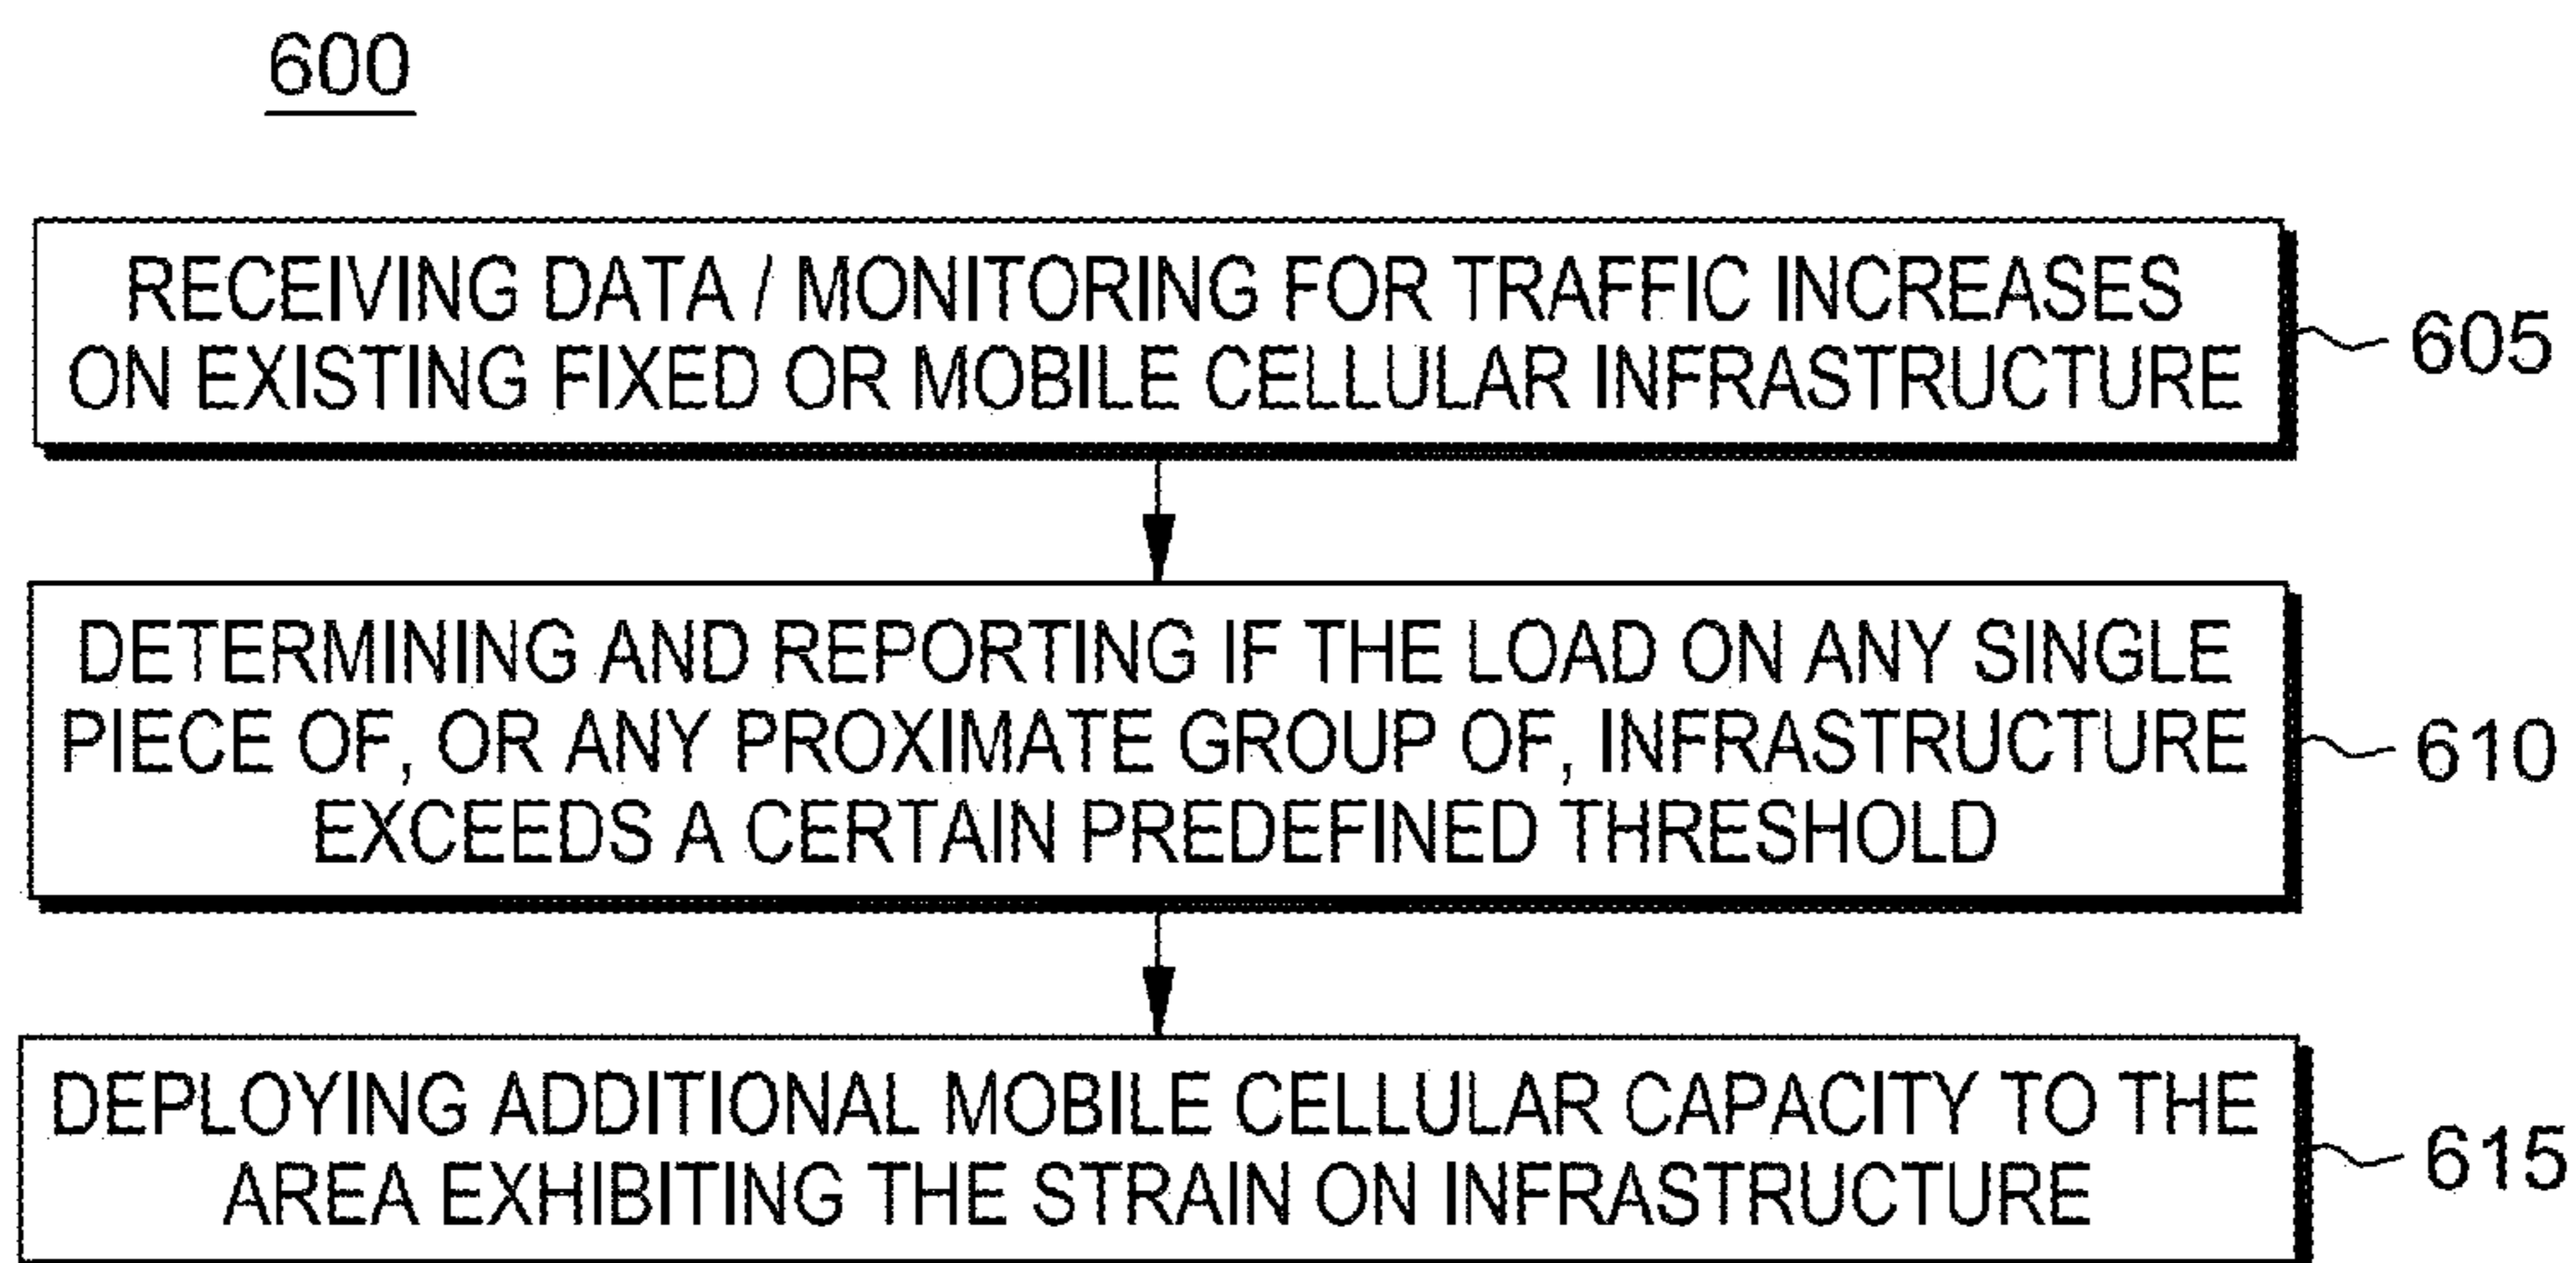 600
RECEIVING DATA / MONITORING FOR TRAFFIC INCREASES
ON EXISTING FIXED OR MOBILE CELLULAR INFRASTRUCTURE
605
DETERMINING AND REPORTING IF THE LOAD ON ANY SINGLE
PIECE OF, OR ANY PROXIMATE GROUP OF, INFRASTRUCTURE
EXCEEDS A CERTAIN PREDEFINED THRESHOLD
610
DEPLOYING ADDITIONAL MOBILE CELLULAR CAPACITY TO THE
AREA EXHIBITING THE STRAIN ON INFRASTRUCTURE
615